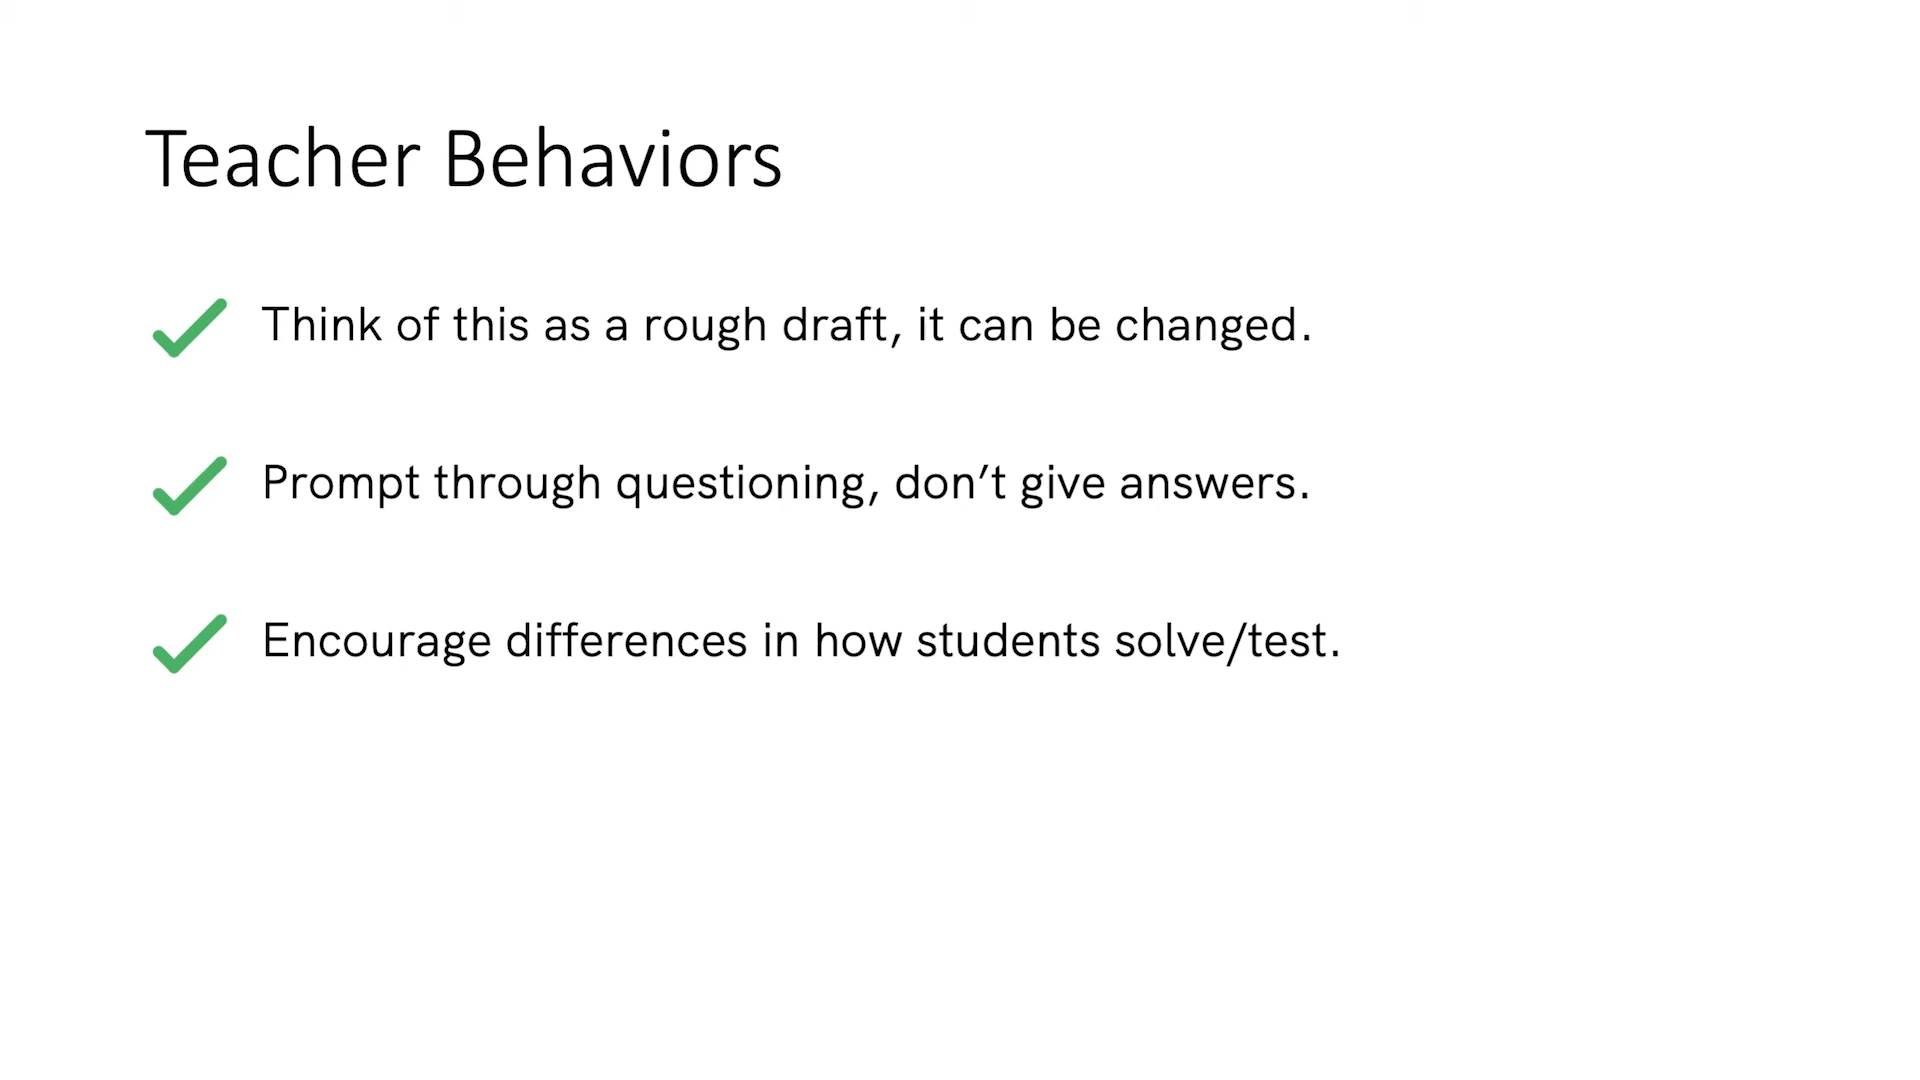 Teacher Behaviors
Think of this as a rough draft, it can be changed.
Prompt through questioning, don’t give answers.
Encourage differences in how students solve/test.